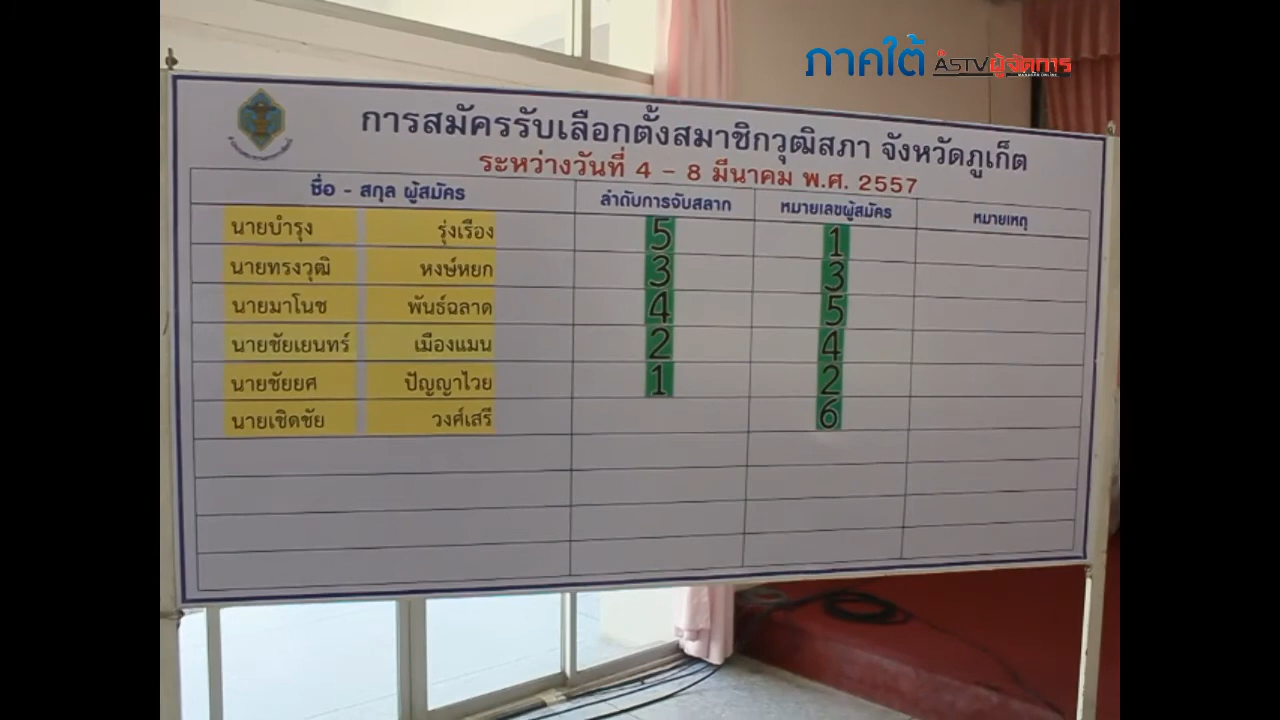 ภาคใต้ ASTVผู้จัดการ
MANAGER ONLINE
การสมัครรับเลือกตั้งสมาชิกวุฒิสภา จังหวัดภูเก็ต
ระหว่างวันที่ 4 - 8 มีนาคม พ.ศ. 2557
ชื่อ - สกุล ผู้สมัคร ลำดับการจับสลาก หมายเลขผู้สมัคร หมายเหตุ
นายบำรุง รุ่งเรือง 5 1
นายทรงวุฒิ หงษ์หยก 3 3
นายมาโนช พันธ์ฉลาด 4 5
นายชัยเยนทร์ เมืองแมน 2 4
นายชัยยศ ปัญญาไวย 1 2
นายเชิดชัย วงศ์เสรี 6